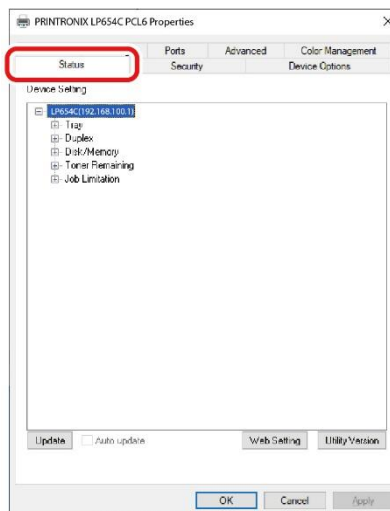 PRINTRONIX LP654C PCL6 Properties
Ports Advanced Color Management
Status Security Device Options
Device Setting
LP654C(192.168.100.1)
Tray
Duplex
Disk/Memory
Toner Remaining
Job Limitation
Update Auto update Web Setting Utility Version
OK Cancel Apply